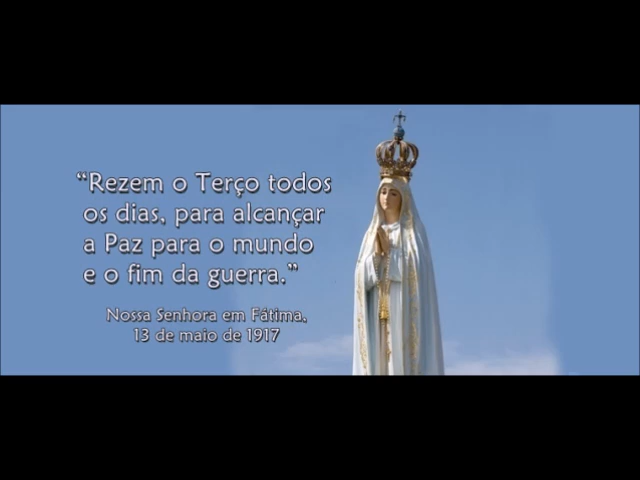 “Rezem o Terço todos
os dias, para alcançar
a Paz para o mundo
e o fim da guerra.”
Nossa Senhora em Fátima,
13 de maio de 1917